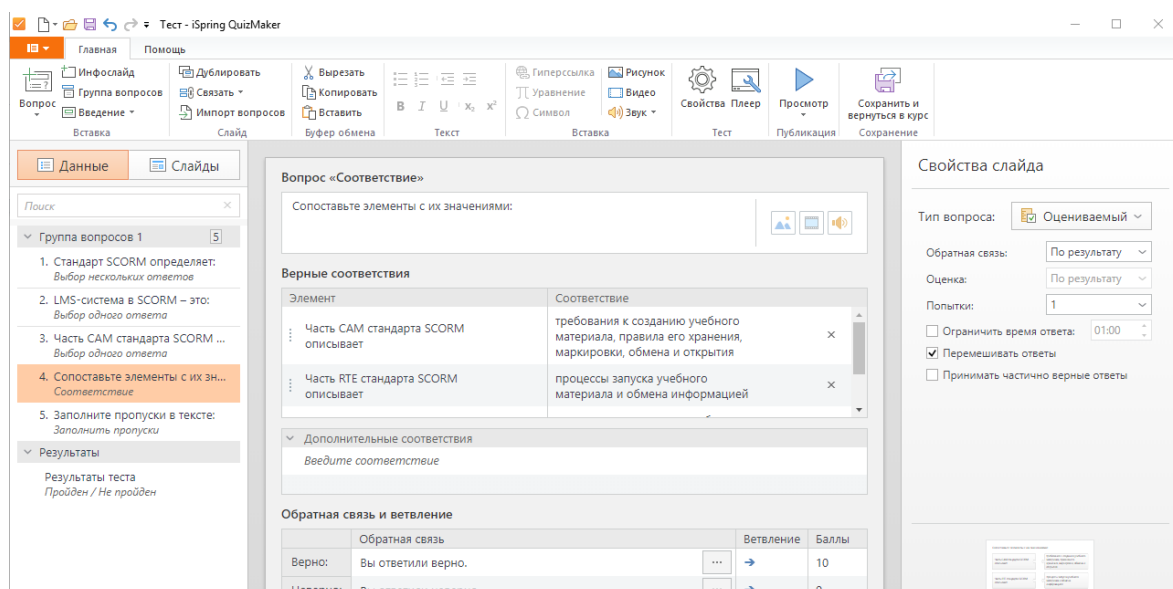 Тест - iSpring QuizMaker
Главная Помощь
Вопрос
Инфослайд
Группа вопросов
Введение
Вставка
Дублировать
Связать
Импорт вопросов
Слайд
Вырезать
Копировать
Вставить
Буфер обмена
B I U x₂ x²
Текст
Гиперссылка
Уравнение
Символ
Рисунок
Видео
Звук
Вставка
Свойства Плеер
Тест
Просмотр
Публикация
Сохранить и
вернуться в курс
Сохранение
Данные Слайды
Поиск
Группа вопросов 1 5
1. Стандарт SCORM определяет:
Выбор нескольких ответов
2. LMS-система в SCORM – это:
Выбор одного ответа
3. Часть CAM стандарта SCORM ...
Выбор одного ответа
4. Сопоставьте элементы с их зн...
Соответствие
5. Заполните пропуски в тексте:
Заполнить пропуски
Результаты
Результаты теста
Пройден / Не пройден
Вопрос «Соответствие»
Сопоставьте элементы с их значениями:
Верные соответствия
Элемент Соответствие
Часть CAM стандарта SCORM
описывает
требования к созданию учебного
материала, правила его хранения,
маркировки, обмена и открытия
Часть RTE стандарта SCORM
описывает
процессы запуска учебного
материала и обмена информацией
Дополнительные соответствия
Введите соответствие
Обратная связь и ветвление
Обратная связь Ветвление Баллы
Верно: Вы ответили верно. ... 10
Свойства слайда
Тип вопроса: Оцениваемый
Обратная связь: По результату
Оценка: По результату
Попытки: 1
Ограничить время ответа: 01:00
Перемешивать ответы
Принимать частично верные ответы